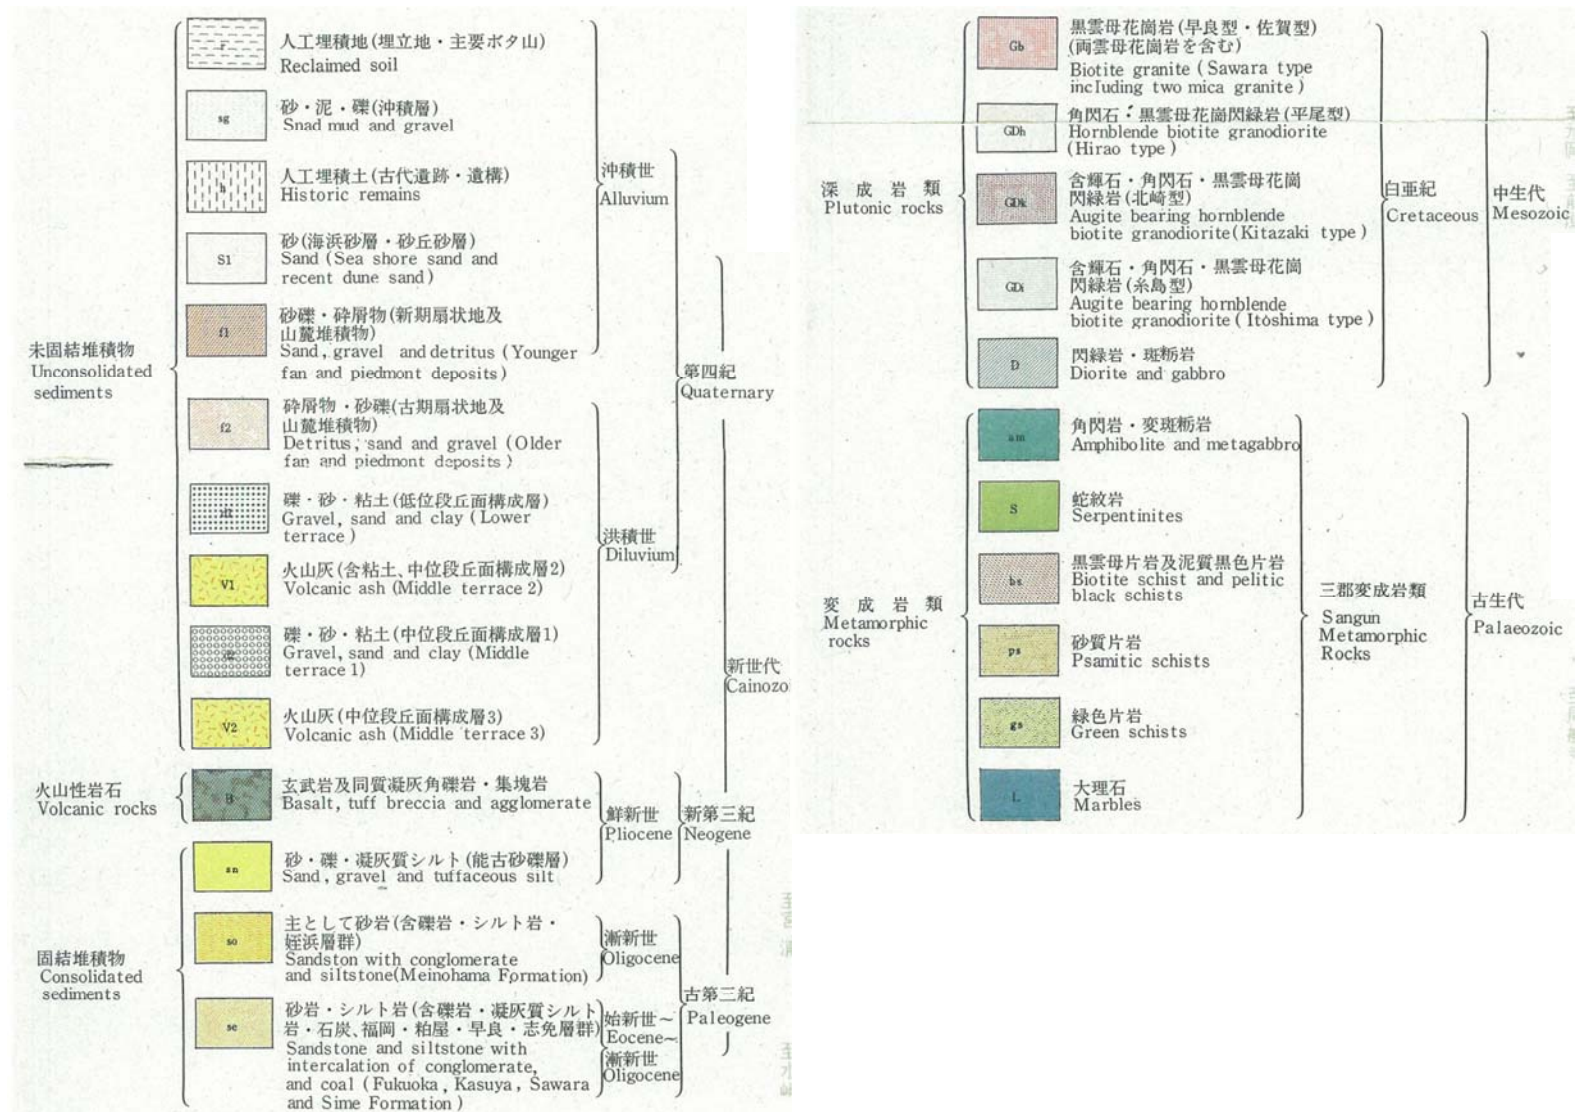 未固結堆積物
Unconsolidated
sediments
r
人工埋積地(埋立地・主要ボタ山)
Reclaimed soil
sg
砂・泥・礫(沖積層)
Snad mud and gravel
h
人工埋積土(古代遺跡・遺構)
Historic remains
S1
砂(海浜砂層・砂丘砂層)
Sand (Sea shore sand and
recent dune sand)
f1
砂礫・砕屑物(新期扇状地及
山麓堆積物)
Sand, gravel and detritus (Younger
fan and piedmont deposits)
沖積世
Alluvium
f2
砕屑物・砂礫(古期扇状地及
山麓堆積物)
Detritus, sand and gravel (Older
fan and piedmont deposits)
礫・砂・粘土(低位段丘面構成層)
Gravel, sand and clay (Lower
terrace)
V1
火山灰(含粘土、中位段丘面構成層2)
Volcanic ash (Middle terrace 2)
d2
礫・砂・粘土(中位段丘面構成層1)
Gravel, sand and clay (Middle
terrace 1)
V2
火山灰(中位段丘面構成層3)
Volcanic ash (Middle terrace 3)
洪積世
Diluvium
第四紀
Quaternary
火山性岩石
Volcanic rocks
B
玄武岩及同質凝灰角礫岩・集塊岩
Basalt, tuff breccia and agglomerate
固結堆積物
Consolidated
sediments
sn
砂・礫・凝灰質シルト(能古砂礫層)
Sand, gravel and tuffaceous silt
鮮新世
Pliocene
新第三紀
Neogene
so
主として砂岩(含礫岩・シルト岩・
姪浜層群)
Sandston with conglomerate
and siltstone(Meinohama Formation)
漸新世
Oligocene
se
砂岩・シルト岩(含礫岩・凝灰質シルト
岩・石炭、福岡・粕屋・早良・志免層群)
Sandstone and siltstone with
intercalation of conglomerate,
and coal (Fukuoka, Kasuya, Sawara
and Sime Formation)
始新世~
Eocene~
漸新世
Oligocene
古第三紀
Paleogene
新世代
Cainozo
深成岩類
Plutonic rocks
Gb
黒雲母花崗岩(早良型・佐賀型)
(両雲母花崗岩を含む)
Biotite granite (Sawara type
including two mica granite)
GDh
角閃石・黒雲母花崗閃緑岩(平尾型)
Hornblende biotite granodiorite
(Hirao type)
GDk
含輝石・角閃石・黒雲母花崗
閃緑岩(北崎型)
Augite bearing hornblende
biotite granodiorite(Kitazaki type)
GDi
含輝石・角閃石・黒雲母花崗
閃緑岩(糸島型)
Augite bearing hornblende
biotite granodiorite (Itoshima type)
D
閃緑岩・斑粝岩
Diorite and gabbro
白亜紀
Cretaceous
中生代
Mesozoic
変成岩類
Metamorphic
rocks
am
角閃岩・変斑粝岩
Amphibolite and metagabbro
S
蛇紋岩
Serpentinites
bs
黒雲母片岩及泥質黒色片岩
Biotite schist and pelitic
black schists
ps
砂質片岩
Psamitic schists
gs
緑色片岩
Green schists
L
大理石
Marbles
三郡変成岩類
Sangun
Metamorphic
Rocks
古生代
Palaeozoic